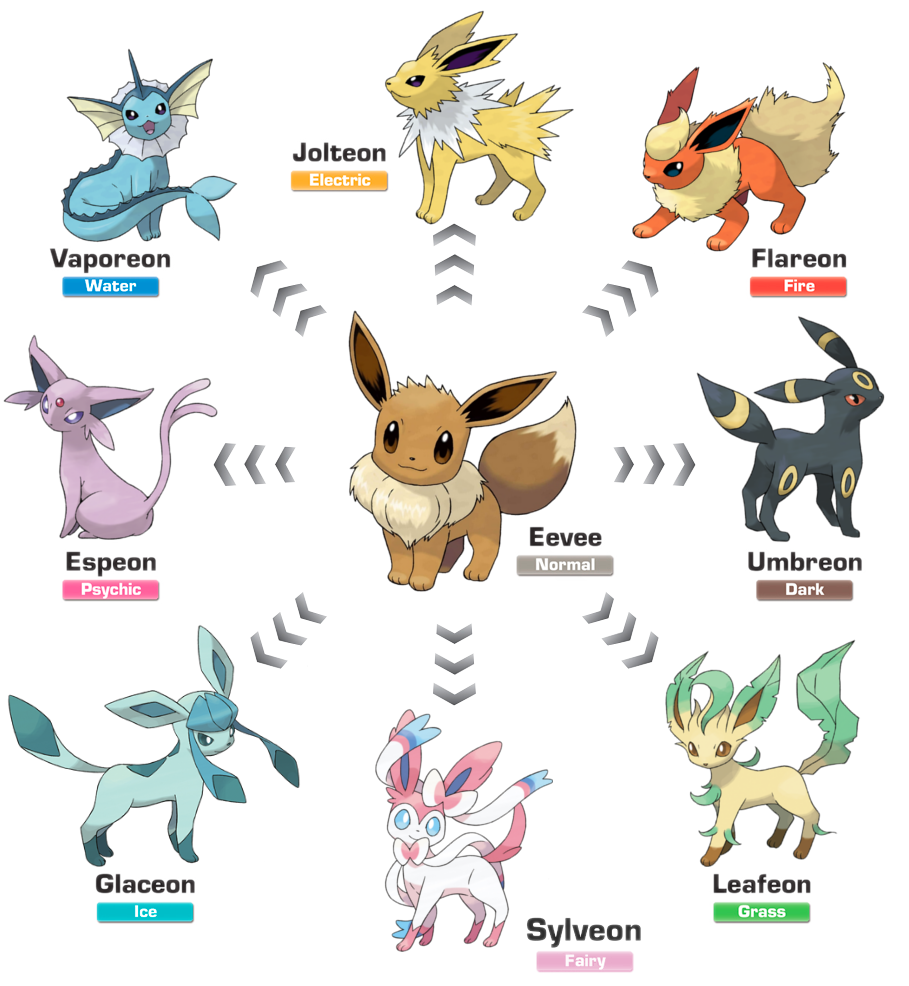 Jolteon
Electric
Vaporeon
Water
Flareon
Fire
Eevee
Normal
Espeon
Psychic
Umbreon
Dark
Glaceon
Ice
Leafeon
Grass
Sylveon
Fairy